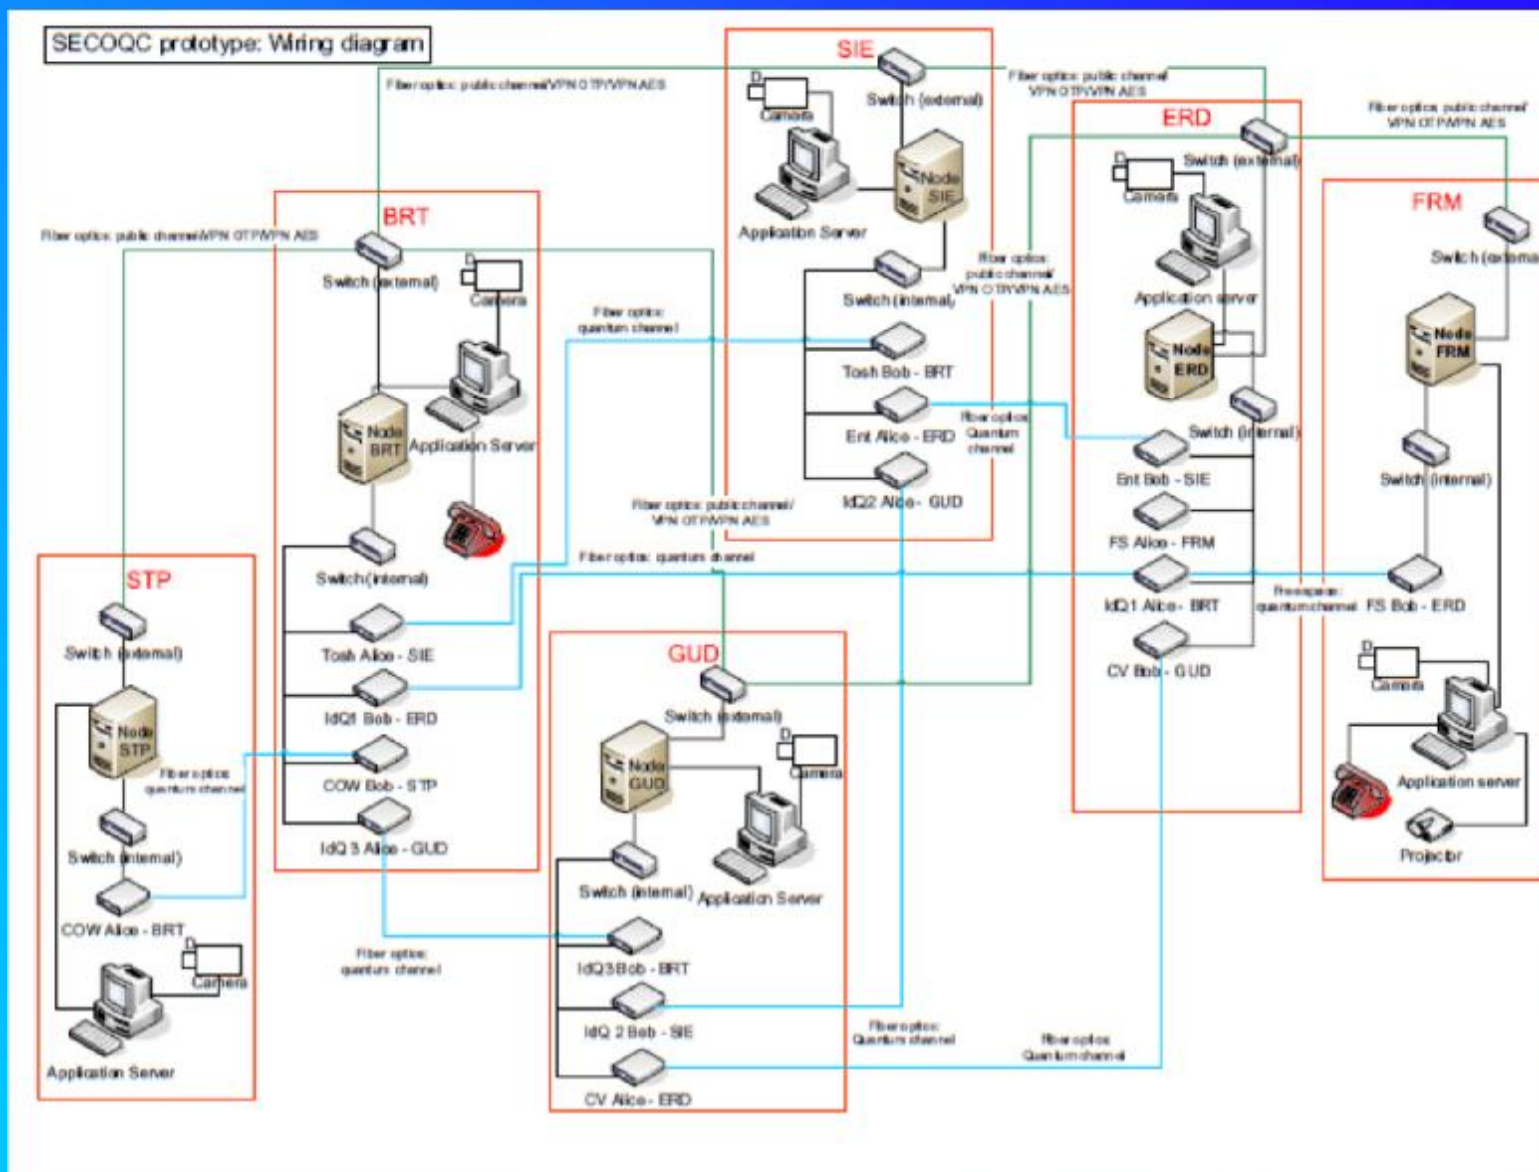 SECOQC prototype: Wiring diagram
Fiber optics: public channel/VPN OTP/VPN AES
SIE
Switch (external)
D
Camera
Node
SIE
Application Server
Switch (internal)
Tosh Bob - BRT
Ent Alice - ERD
IdQ2 Alice - GUD
Fiber optics: public channel/
VPN OTP/VPN AES
ERD
Switch (external)
D
Camera
Application server
Node
ERD
Switch (internal)
Ent Bob - SIE
FS Alice - FRM
IdQ1 Alice - BRT
CV Bob - GUD
Fiber optics: public channel/
VPN OTP/VPN AES
FRM
Switch (externa
Node
FRM
Switch (internal)
FS Bob - ERD
D
Camera
Application server
Projector
Free space:
quantum channel
Fiber optics:
public channel/
VPN OTP/VPN AES
Fiber optics:
Quantum
channel
Fiber optics: public channel/VPN OTP/VPN AES
BRT
Switch (external)
D
Camera
Node
BRT
Application Server
Switch (internal)
Tosh Alice - SIE
IdQ1 Bob - ERD
COW Bob - STP
IdQ 3 Alice - GUD
Fiber optics:
quantum channel
Fiber optics: public channel/
VPN OTP/VPN AES
Fiber optics: quantum channel
STP
Switch (external)
Node
STP
Fiber optics:
quantum channel
Switch (internal)
COW Alice - BRT
D
Camera
Application Server
GUD
Switch (external)
Node
GUD
D
Camera
Switch (internal)
Application Server
IdQ3 Bob - BRT
IdQ 2 Bob - SIE
CV Alice - ERD
Fiber optics:
quantum channel
Fiber optics:
Quantum channel
Fiber optics:
Quantum channel